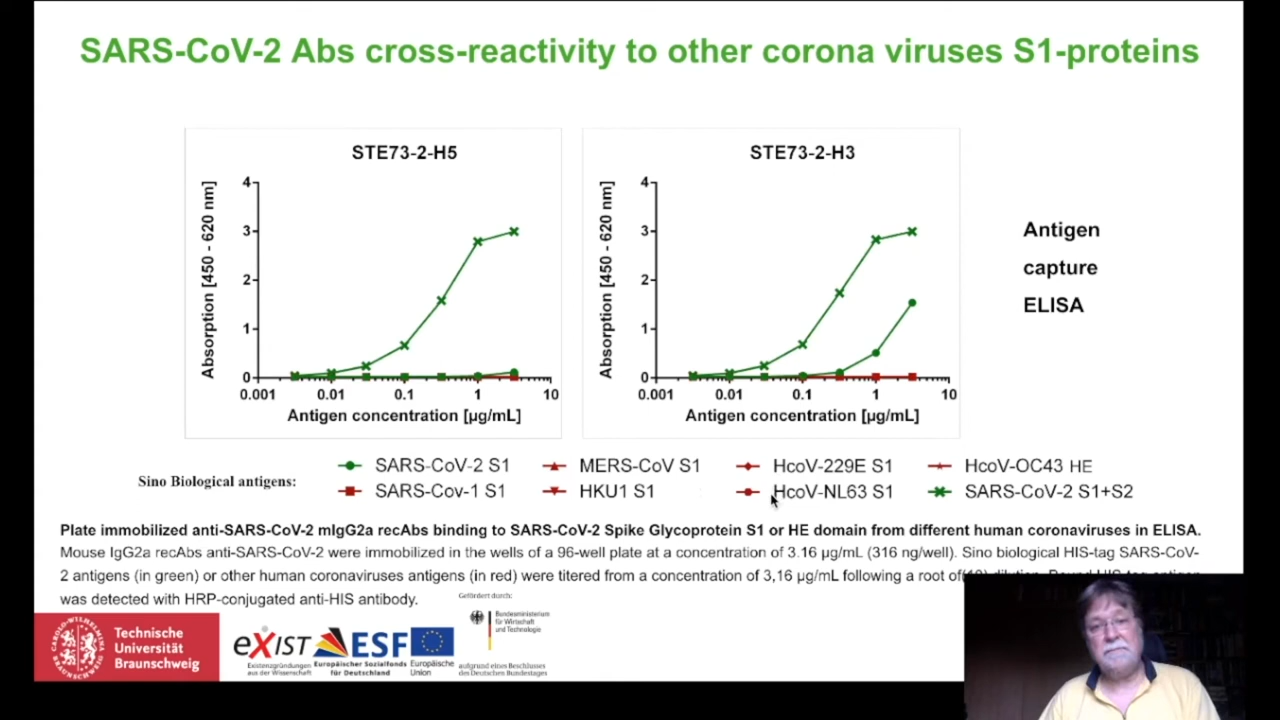 SARS-CoV-2 Abs cross-reactivity to other corona viruses S1-proteins
STE73-2-H5
Absorption [450 - 620 nm]
4
3
2
1
0
0.001 0.01 0.1 1 10
Antigen concentration [µg/mL]
STE73-2-H3
Absorption [450 - 620 nm]
4
3
2
1
0
0.001 0.01 0.1 1 10
Antigen concentration [µg/mL]
Antigen
capture
ELISA
Sino Biological antigens:
SARS-CoV-2 S1 MERS-CoV S1 HcoV-229E S1 HcoV-OC43 HE
SARS-Cov-1 S1 HKU1 S1 HcoV-NL63 S1 SARS-CoV-2 S1+S2
Plate immobilized anti-SARS-CoV-2 mIgG2a recAbs binding to SARS-CoV-2 Spike Glycoprotein S1 or HE domain from different human coronaviruses in ELISA.
Mouse IgG2a recAbs anti-SARS-CoV-2 were immobilized in the wells of a 96-well plate at a concentration of 3.16 µg/mL (316 ng/well). Sino biological HIS-tag SARS-CoV-
2 antigens (in green) or other human coronaviruses antigens (in red) were titered from a concentration of 3,16 µg/mL following a root of
was detected with HRP-conjugated anti-HIS antibody.
CAROLO-WILHELMINA
BRAUNSCHWEIG
Technische
Universität
Braunschweig
eXIST
Existenzgründungen
aus der Wissenschaft
ESF
Europäischer Sozialfonds
für Deutschland
Europäische
Union
Gefördert durch:
Bundesministerium
für Wirtschaft
und Technologie
aufgrund eines Beschlusses
des Deutschen Bundestages